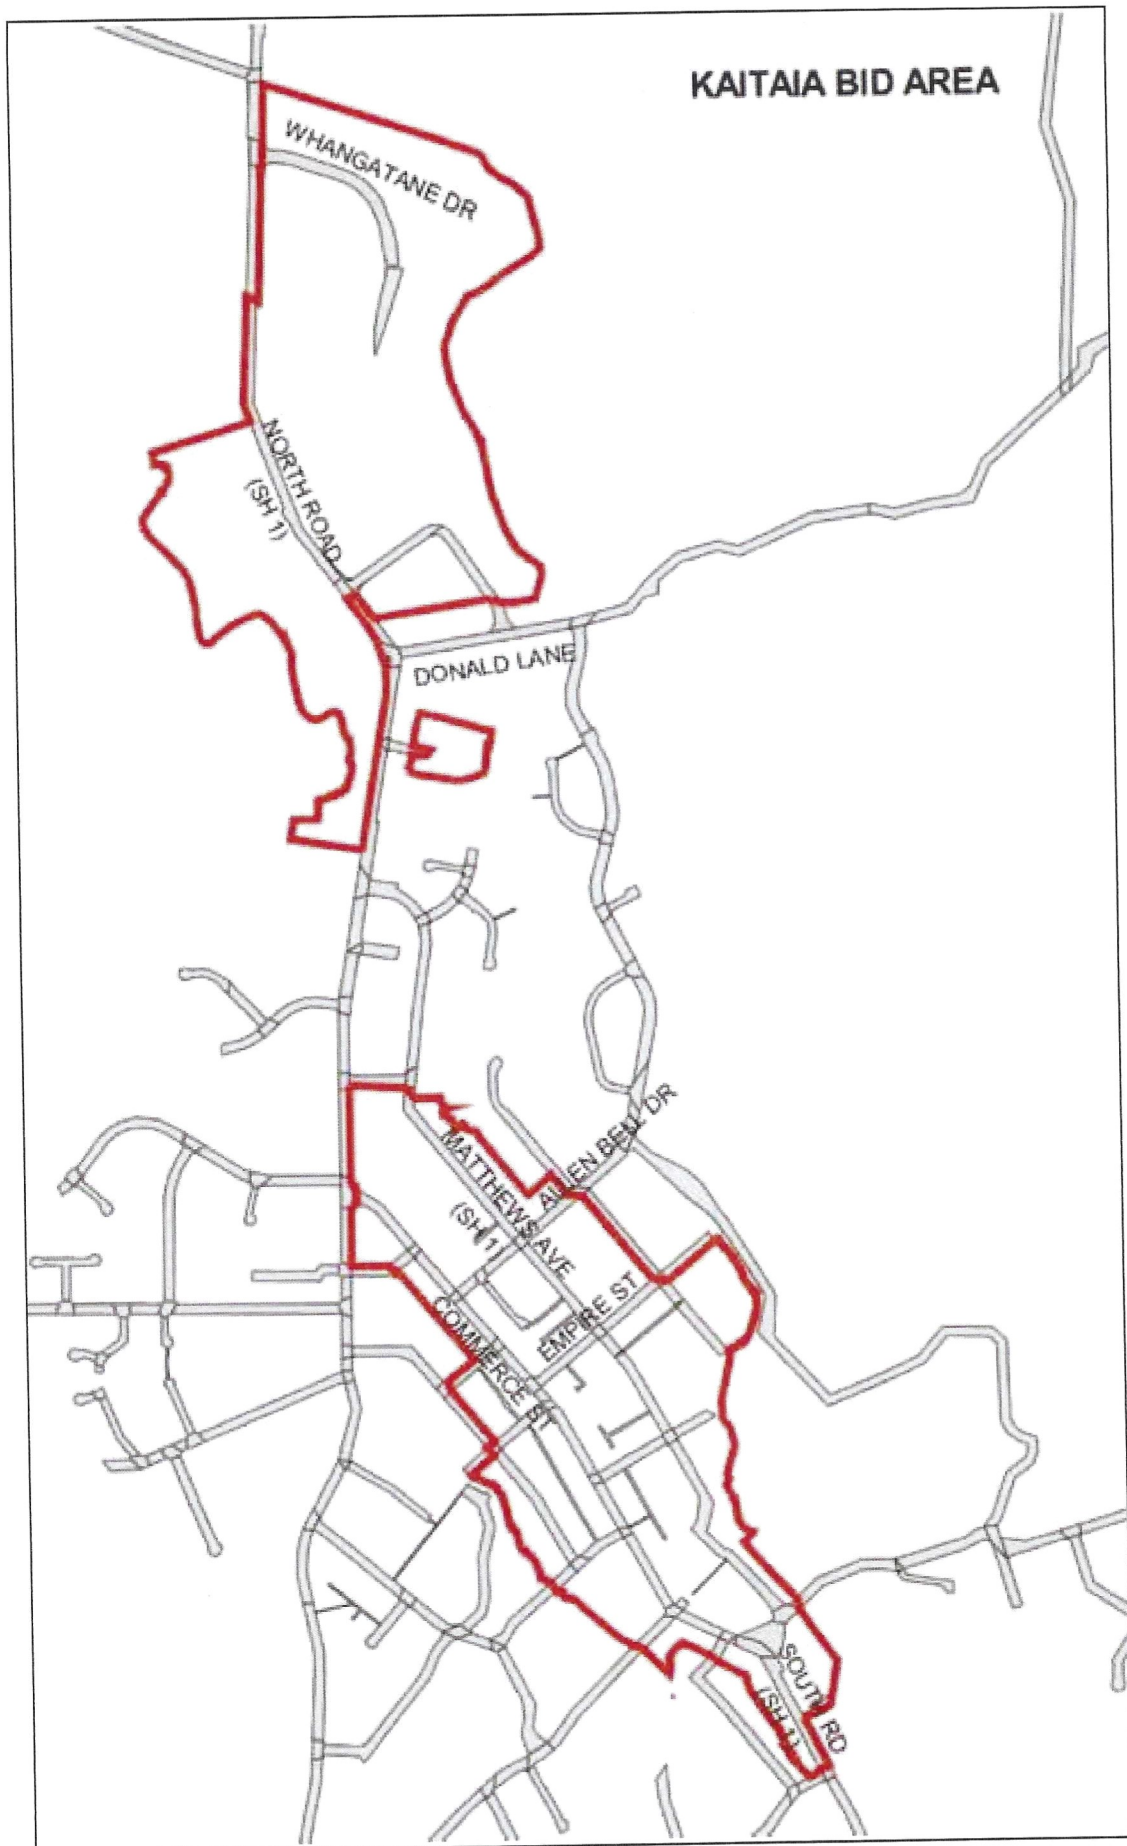 KAITAIA BID AREA
WHANGATANE DR
NORTH ROAD
(SH 1)
DONALD LANE
ALLEN BELL DR
MATTHEWS AVE
(SH 1)
EMPIRE ST
COMMERCE ST
SOUTH RD
(SH 1)